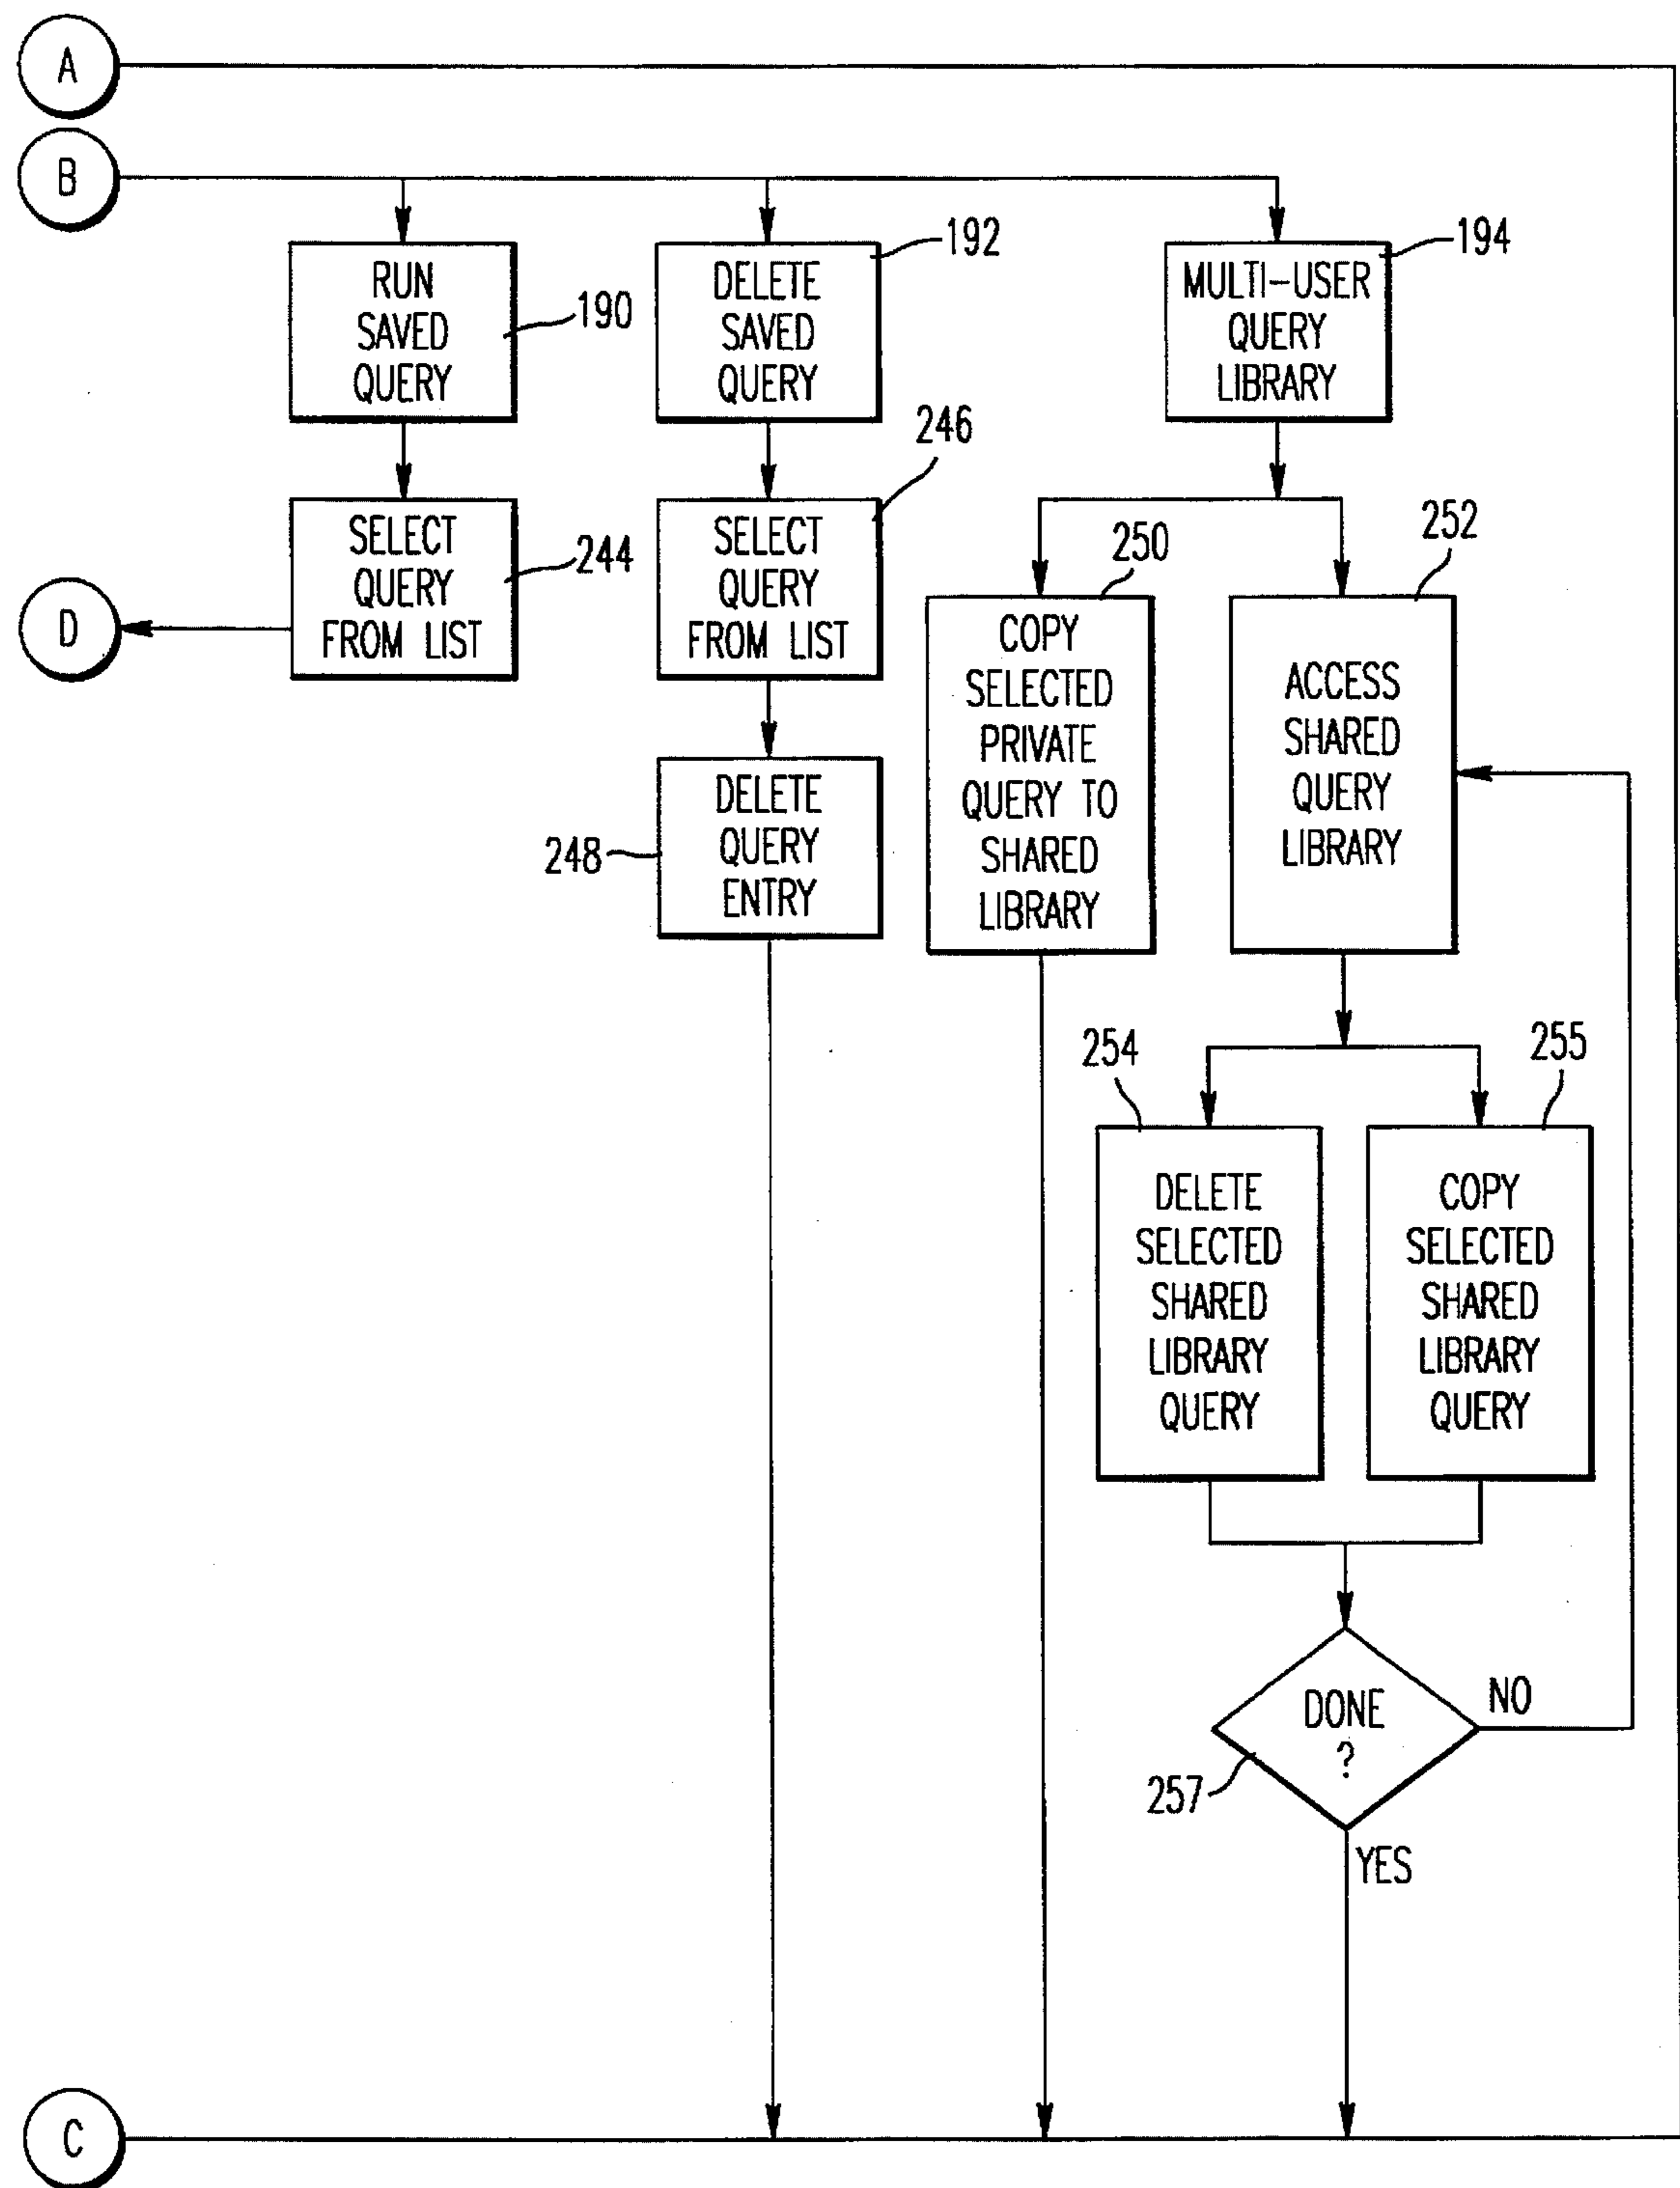 A
B
RUN
SAVED
QUERY
190
DELETE
SAVED
QUERY
192
MULTI-USER
QUERY
LIBRARY
194
SELECT
QUERY
FROM LIST
244
D
SELECT
QUERY
FROM LIST
246
DELETE
QUERY
ENTRY
248
COPY
SELECTED
PRIVATE
QUERY TO
SHARED
LIBRARY
250
ACCESS
SHARED
QUERY
LIBRARY
252
DELETE
SELECTED
SHARED
LIBRARY
QUERY
254
COPY
SELECTED
SHARED
LIBRARY
QUERY
255
DONE
?
257
NO
YES
C